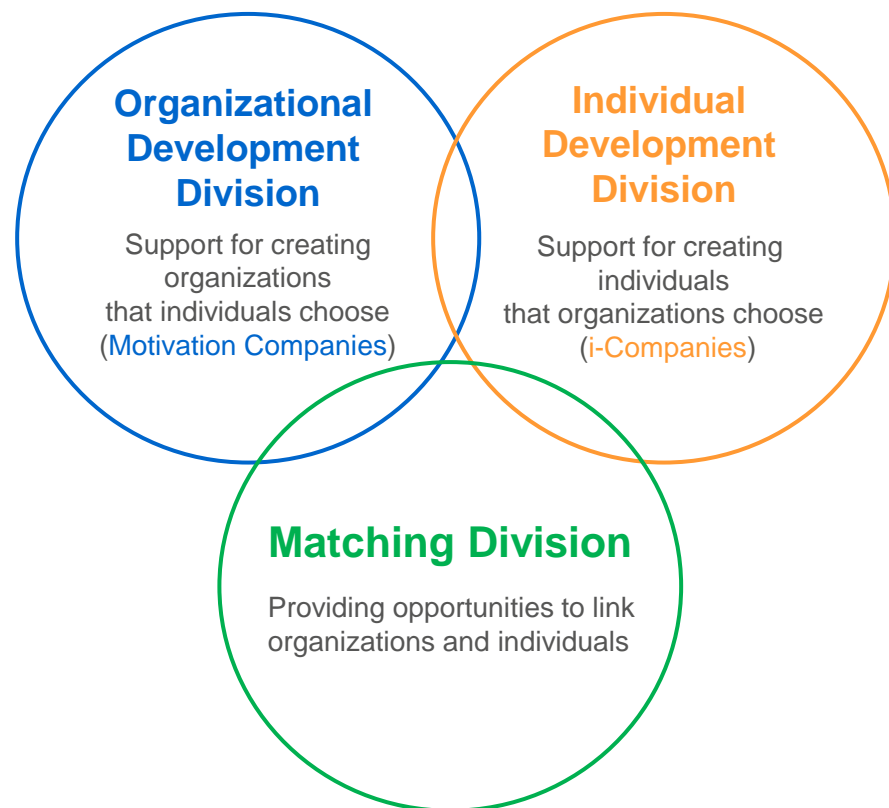 Organizational
Development
Division
Support for creating
organizations
that individuals choose
(Motivation Companies)
Individual
Development
Division
Support for creating
individuals
that organizations choose
(i-Companies)
Matching Division
Providing opportunities to link
organizations and individuals